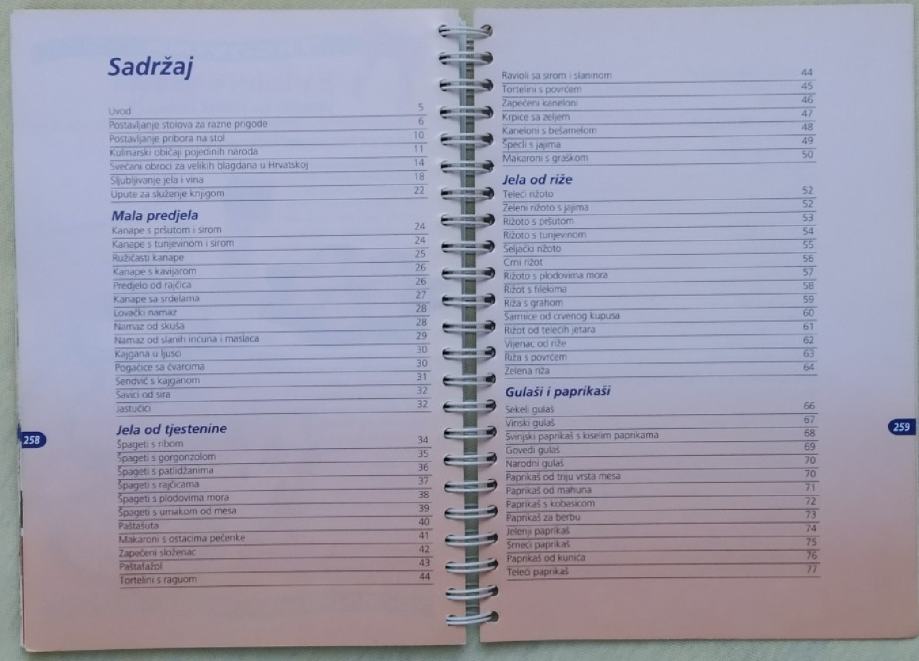 Sadržaj
Uvod 5
Postavljanje stolova za razne prigode 6
Postavljanje pribora na stol 10
Kulinarski običaji pojedinih naroda 11
Svečani obroci za velikih blagdana u Hrvatskoj 14
Sljubljivanje jela i vina 18
Upute za služenje knjigom 22
Mala predjela
Kanape s pršutom i sirom 24
Kanape s tunjevinom i sirom 24
Ružičasti kanape 25
Kanape s kavijarom 26
Predjelo od rajčica 26
Kanape sa srdelama 27
Lovački namaz 28
Namaz od skuša 28
Namaz od slanih inćuna i maslaca 29
Kajgana u ljusci 30
Pogačice sa čvarcima 30
Sendvič s kajganom 31
Savici od sira 32
Jastučići 32
Jela od tjestenine
Špageti s ribom 34
Špageti s gorgonzolom 35
Špageti s patlidžanima 36
Špageti s rajčicama 37
Špageti s plodovima mora 38
Špageti s umakom od mesa 39
Paštašuta 40
Makaroni s ostacima pečenke 41
Zapečeni složenac 42
Paštafažol 43
Tortelini s raguom 44
258
Ravioli sa sirom i slaninom 44
Tortelini s povrćem 45
Zapečeni kaneloni 46
Krpice sa zeljem 47
Kaneloni s bešamelom 48
Špecli s jajima 49
Makaroni s graškom 50
Jela od riže
Teleći rižoto 52
Zeleni rižoto s jajima 52
Rižoto s pršutom 53
Rižoto s tunjevinom 54
Seljački rižoto 55
Crni rižot 56
Rižoto s plodovima mora 57
Rižot s filekima 58
Riža s grahom 59
Sarmice od crvenog kupusa 60
Rižot od telećih jetara 61
Vijenac od riže 62
Riža s povrćem 63
Zelena riža 64
Gulaši i paprikaši
Sekeli gulaš 66
Vinski gulaš 67
Svinjski paprikaš s kiselim paprikama 68
Goveđi gulaš 69
Narodni gulaš 70
Paprikaš od triju vrsta mesa 70
Paprikaš od mahuna 71
Paprikaš s kobasicom 72
Paprikaš za berbu 73
Jelenji paprikaš 74
Srneći paprikaš 75
Paprikaš od kunića 76
Teleći paprikaš 77
259